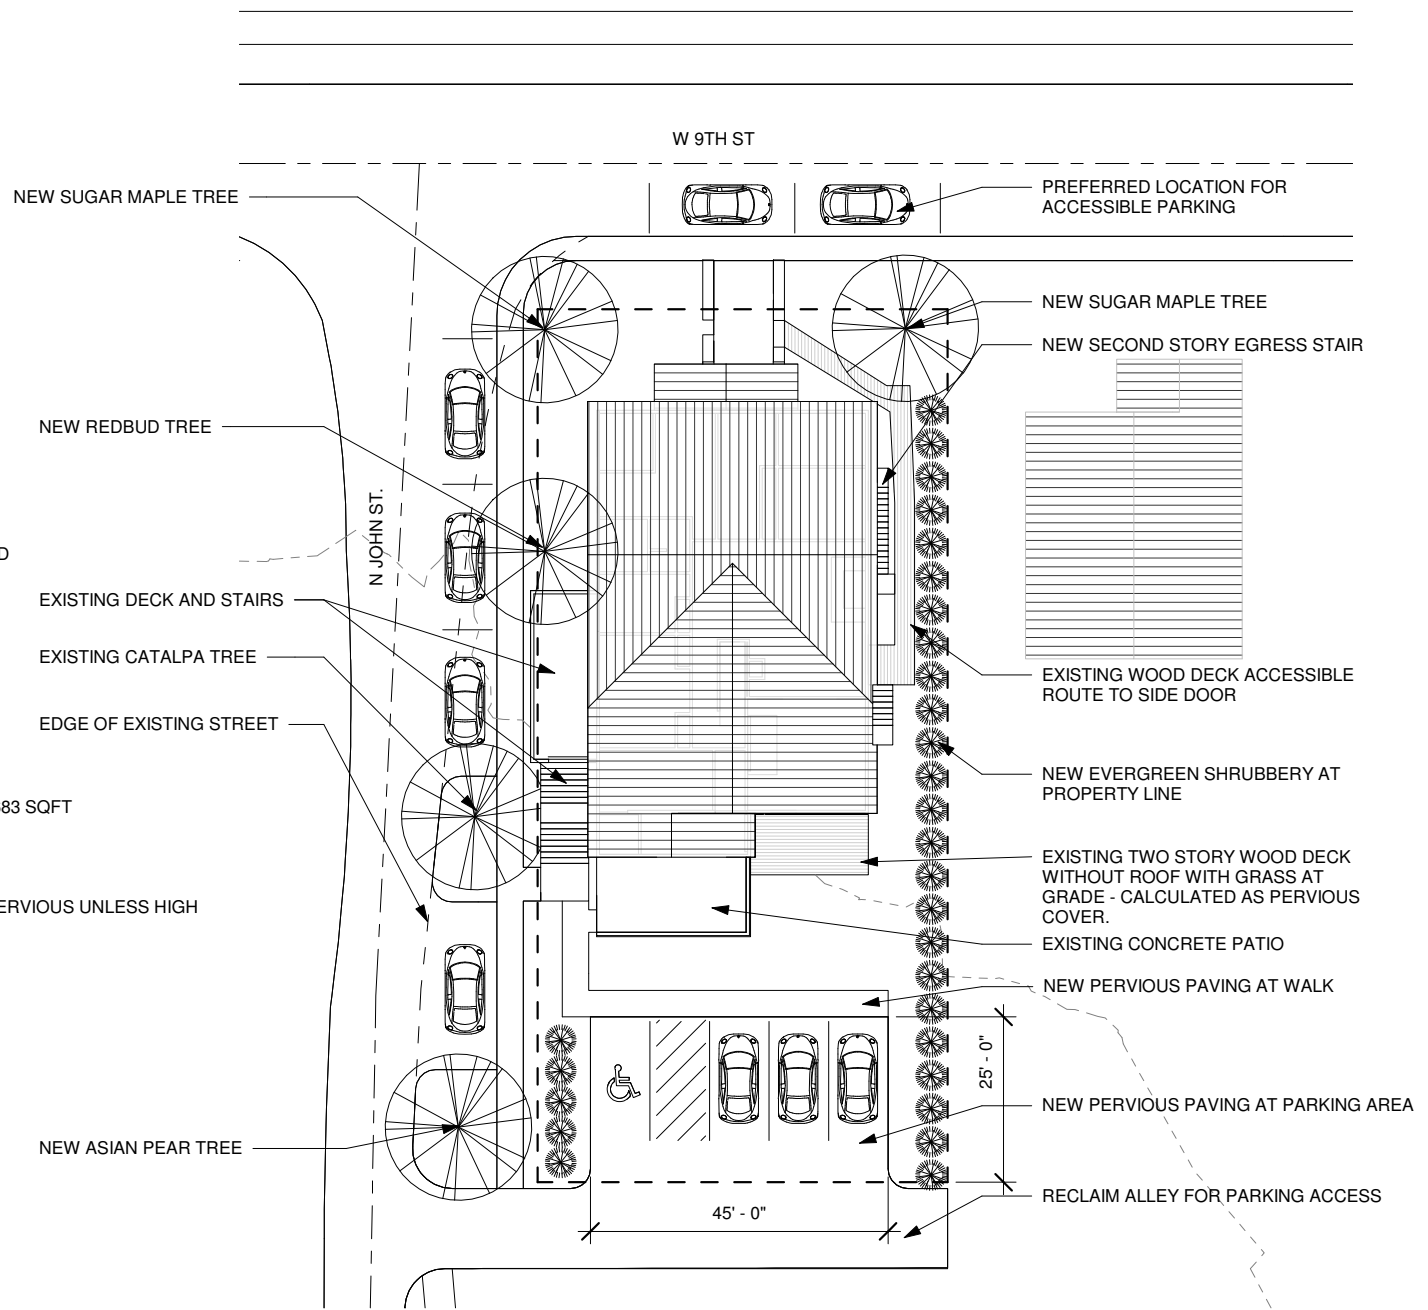 W 9TH ST
NEW SUGAR MAPLE TREE
PREFERRED LOCATION FOR
ACCESSIBLE PARKING
NEW SUGAR MAPLE TREE
NEW SECOND STORY EGRESS STAIR
NEW REDBUD TREE
N JOHN ST.
D
EXISTING DECK AND STAIRS
EXISTING CATALPA TREE
EXISTING WOOD DECK ACCESSIBLE
ROUTE TO SIDE DOOR
EDGE OF EXISTING STREET
NEW EVERGREEN SHRUBBERY AT
PROPERTY LINE
83 SQFT
EXISTING TWO STORY WOOD DECK
WITHOUT ROOF WITH GRASS AT
GRADE - CALCULATED AS PERVIOUS
COVER.
ERVIOUS UNLESS HIGH
EXISTING CONCRETE PATIO
NEW PERVIOUS PAVING AT WALK
25' - 0"
NEW PERVIOUS PAVING AT PARKING AREA
NEW ASIAN PEAR TREE
RECLAIM ALLEY FOR PARKING ACCESS
45' - 0"